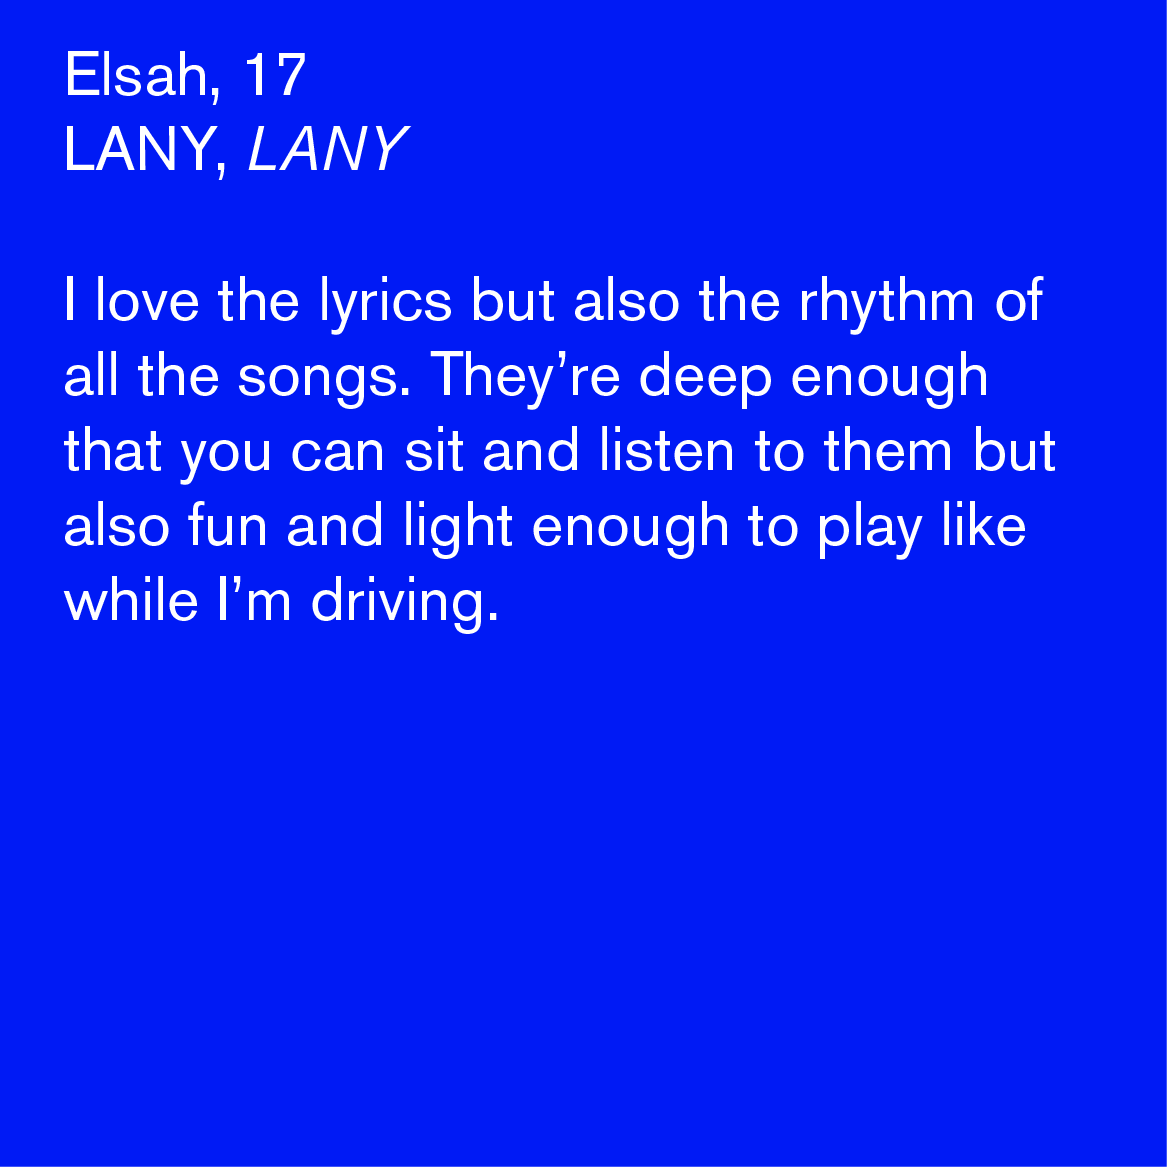 Elsah, 17
LANY, LANY
I love the lyrics but also the rhythm of
all the songs. They’re deep enough
that you can sit and listen to them but
also fun and light enough to play like
while I’m driving.